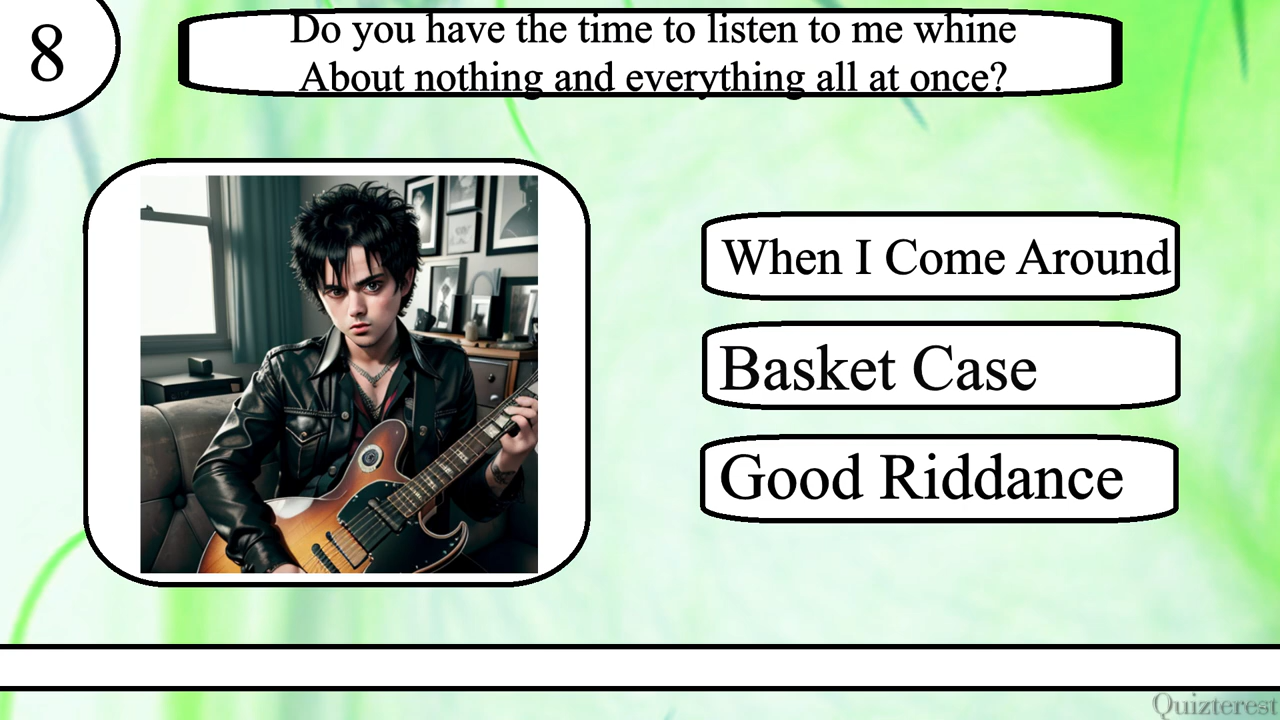 8
Do you have the time to listen to me whine
About nothing and everything all at once?
When I Come Around
Basket Case
Good Riddance
Quizterest